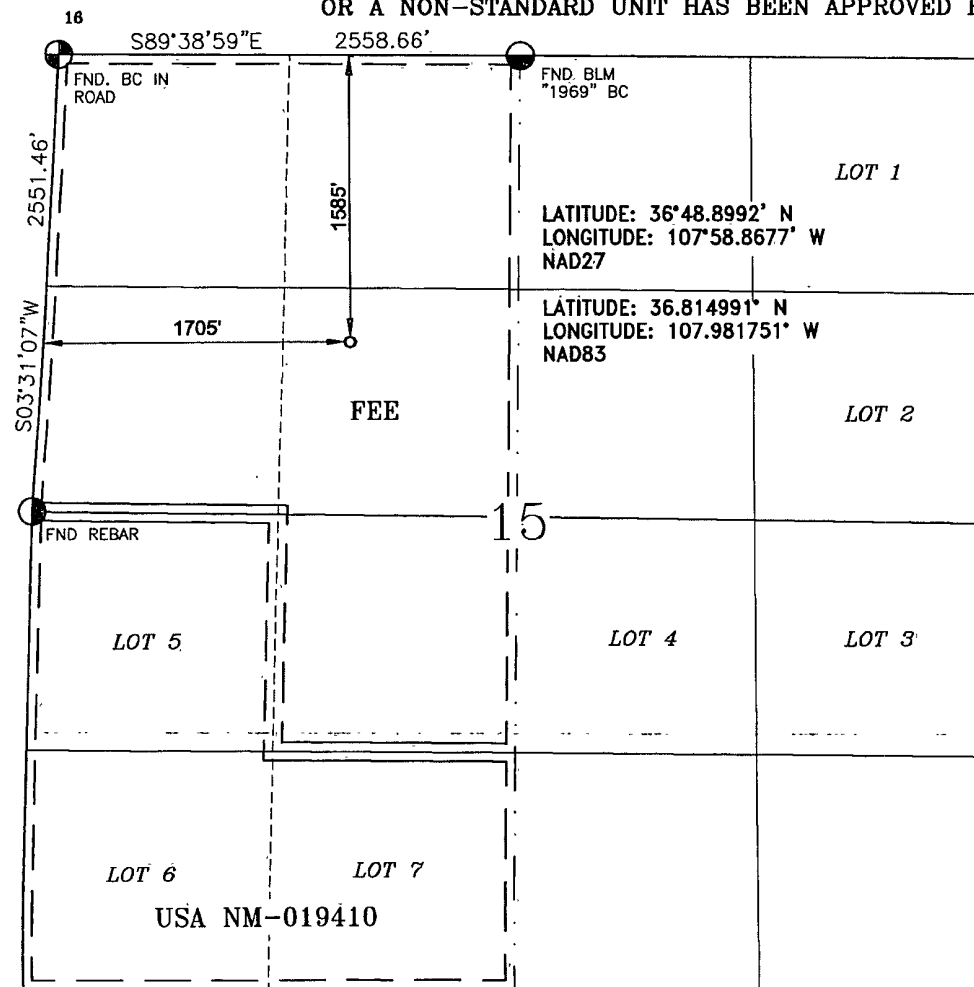 OR A NON-STANDARD UNIT HAS BEEN APPROVED
16
S89°38'59"E 2558.66'
FND. BC IN
ROAD
FND BLM
"1969" BC
2551.46'
1585'
LOT 1
LATITUDE: 36°48.8992' N
LONGITUDE: 107°58.8677' W
NAD27
LATITUDE: 36.814991° N
LONGITUDE: 107.981751° W
NAD83
1705'
S03°31'07"W
FEE
LOT 2
15
FND REBAR
LOT 5
LOT 4
LOT 3
LOT 6
LOT 7
USA NM-019410